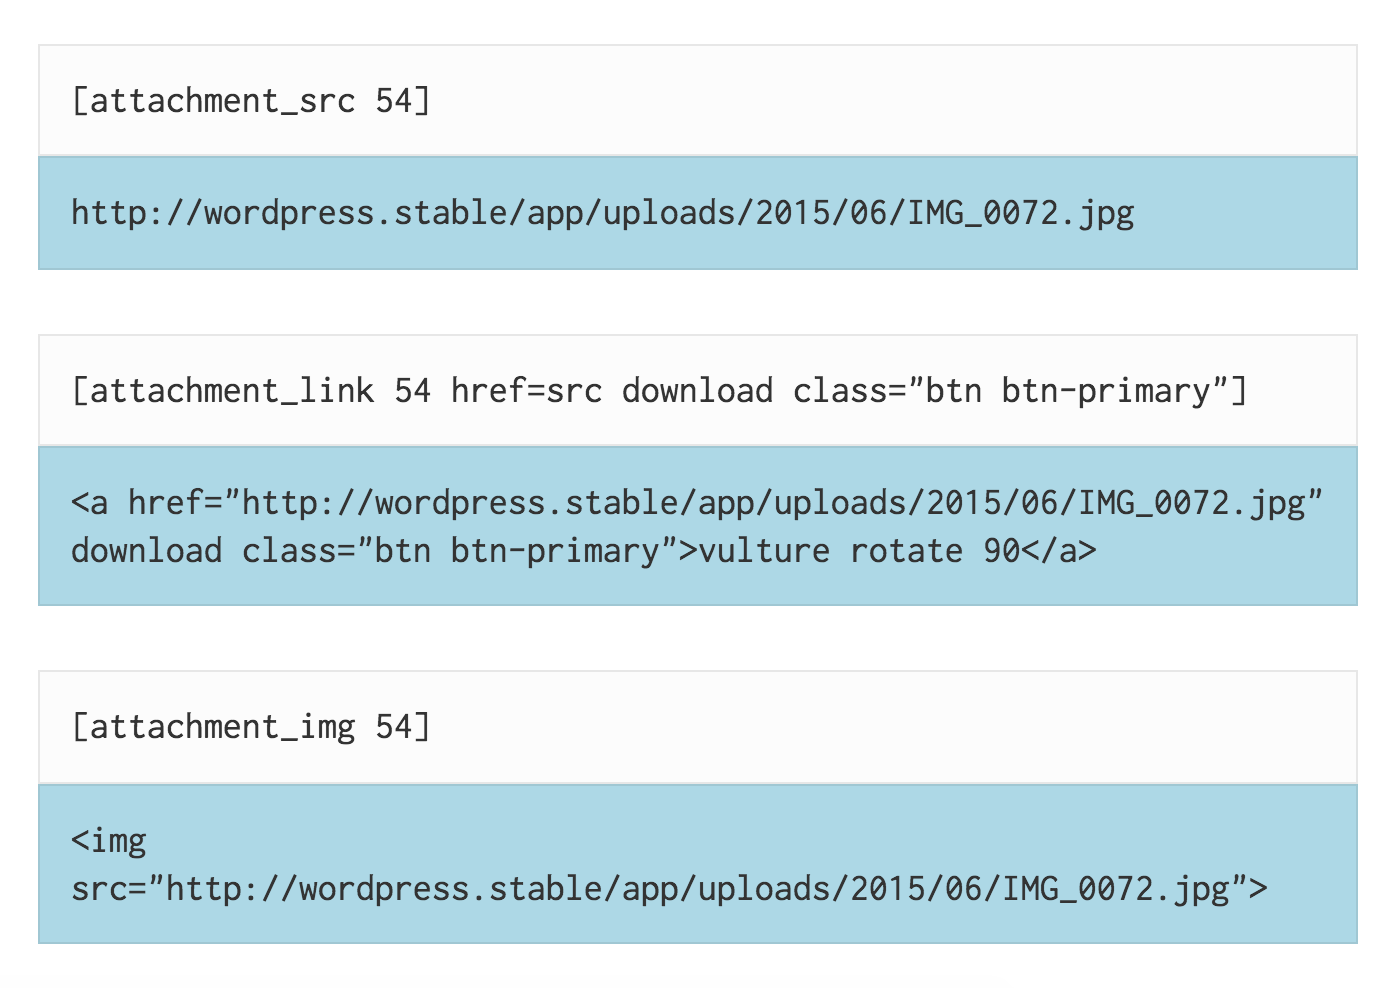 [attachment_src 54]
http://wordpress.stable/app/uploads/2015/06/IMG_0072.jpg
[attachment_link 54 href=src download class="btn btn-primary"]
<a href="http://wordpress.stable/app/uploads/2015/06/IMG_0072.jpg"
download class="btn btn-primary">vulture rotate 90</a>
[attachment_img 54]
<img
src="http://wordpress.stable/app/uploads/2015/06/IMG_0072.jpg">